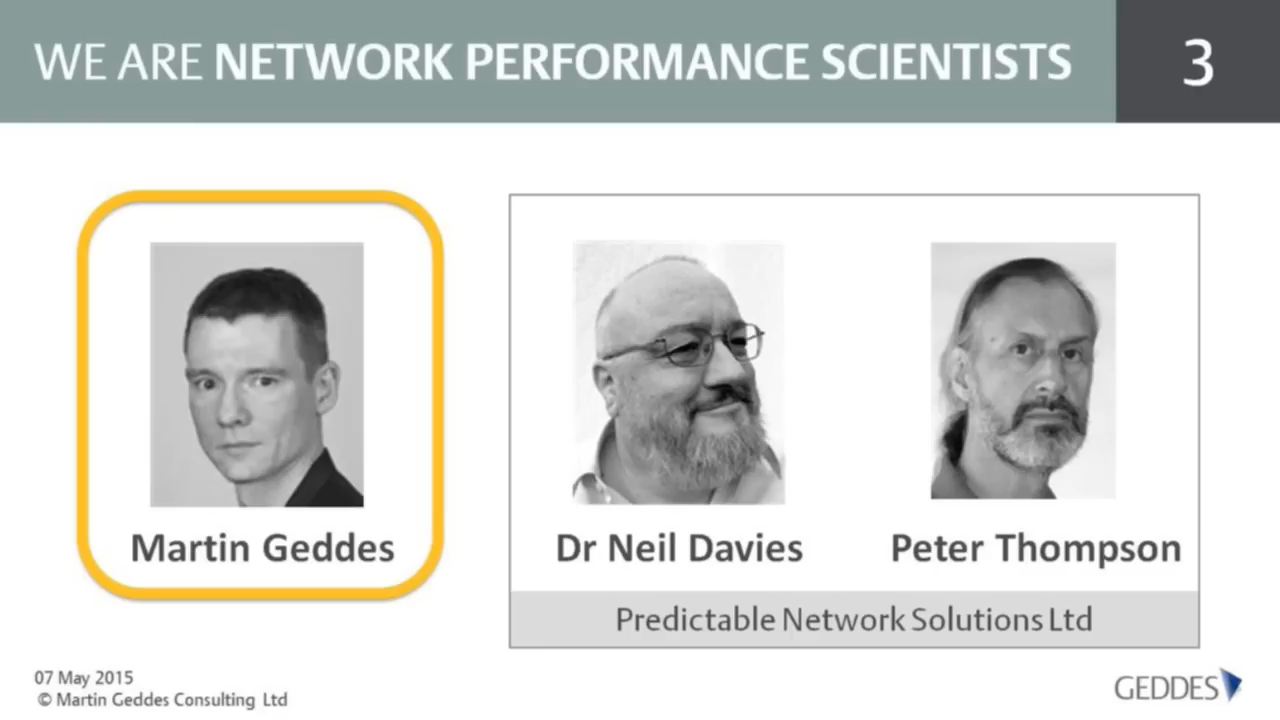 WE ARE NETWORK PERFORMANCE SCIENTISTS
3
Martin Geddes
Dr Neil Davies
Peter Thompson
Predictable Network Solutions Ltd
07 May 2015
© Martin Geddes Consulting Ltd
GEDDES